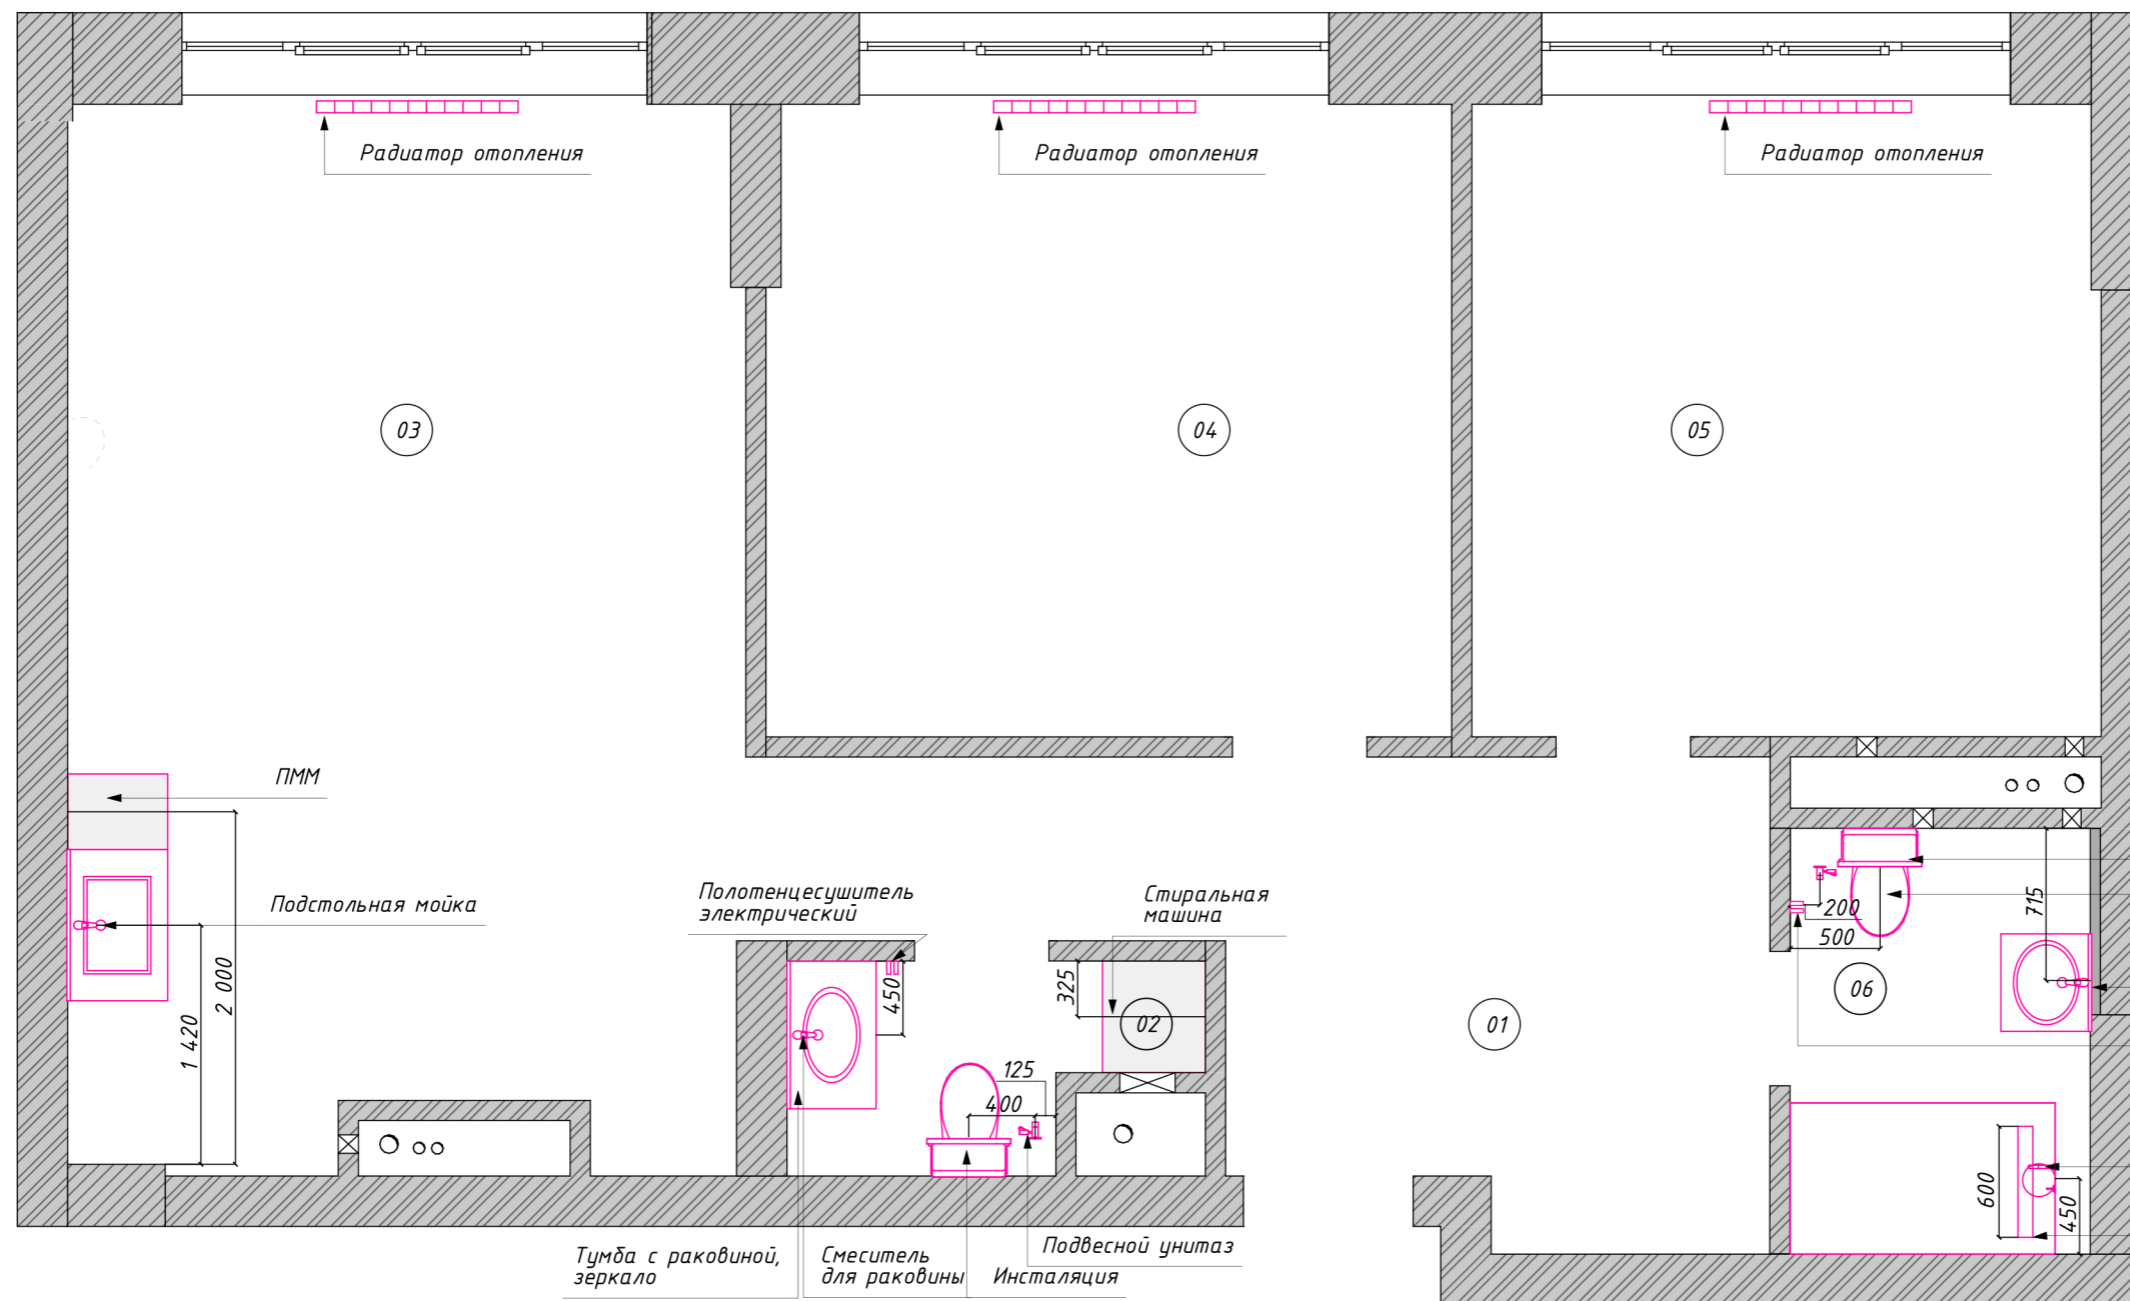 Радиатор отопления
Радиатор отопления
Радиатор отопления
03
04
05
ПММ
Подстольная мойка
2 000
1 420
Полотенцесушитель
электрический
Стиральная
машина
450
325
02
125
400
01
200
500
715
06
600
450
Тумба с раковиной,
зеркало
Смеситель
для раковины
Инсталяция
Подвесной унитаз